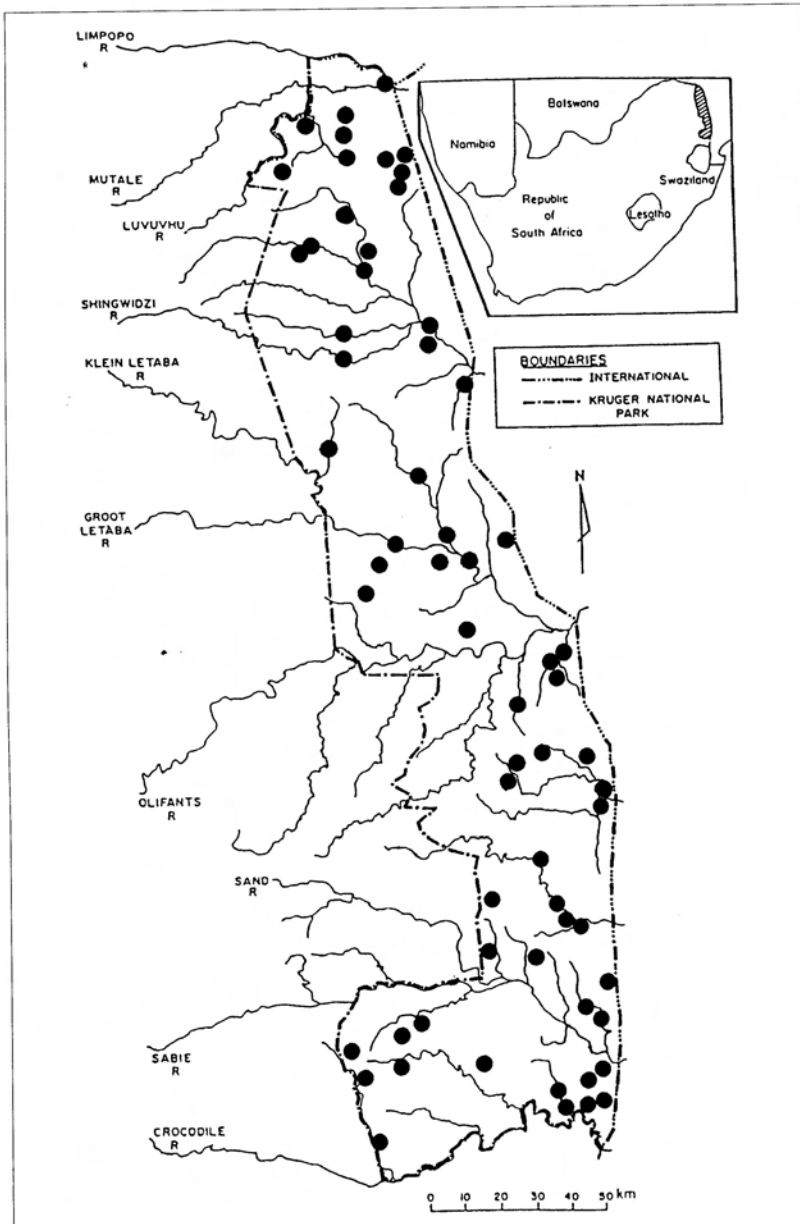 LIMPOPO
R
MUTALE
R
LUVUVHU
R
SHINGWIDZI
R
KLEIN LETABA
R
GROOT
LETABA
R
OLIFANTS
R
SAND
R
SABIE
R
CROCODILE
R
Botswana
Namibia
Swaziland
Republic
of
South Africa
Lesotho
BOUNDARIES
INTERNATIONAL
KRUGER NATIONAL
PARK
N
0 10 20 30 40 50 km